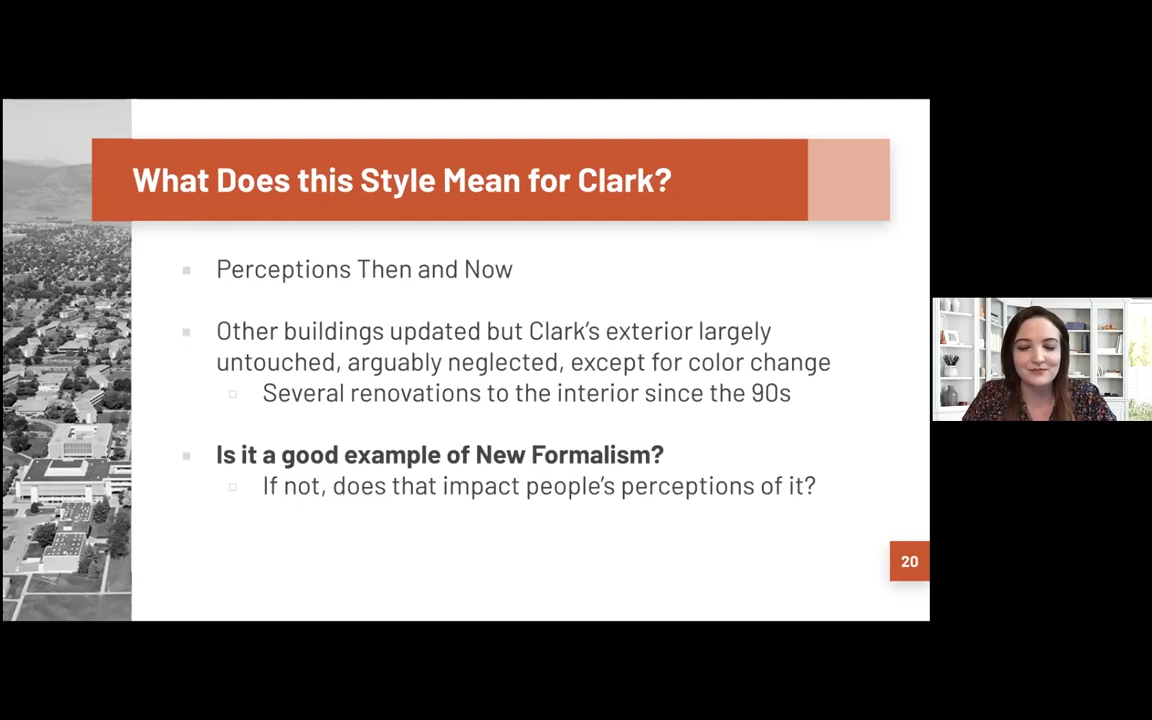 What Does this Style Mean for Clark?
Perceptions Then and Now
Other buildings updated but Clark's exterior largely
untouched, arguably neglected, except for color change
Several renovations to the interior since the 90s
Is it a good example of New Formalism?
If not, does that impact people's perceptions of it?
20